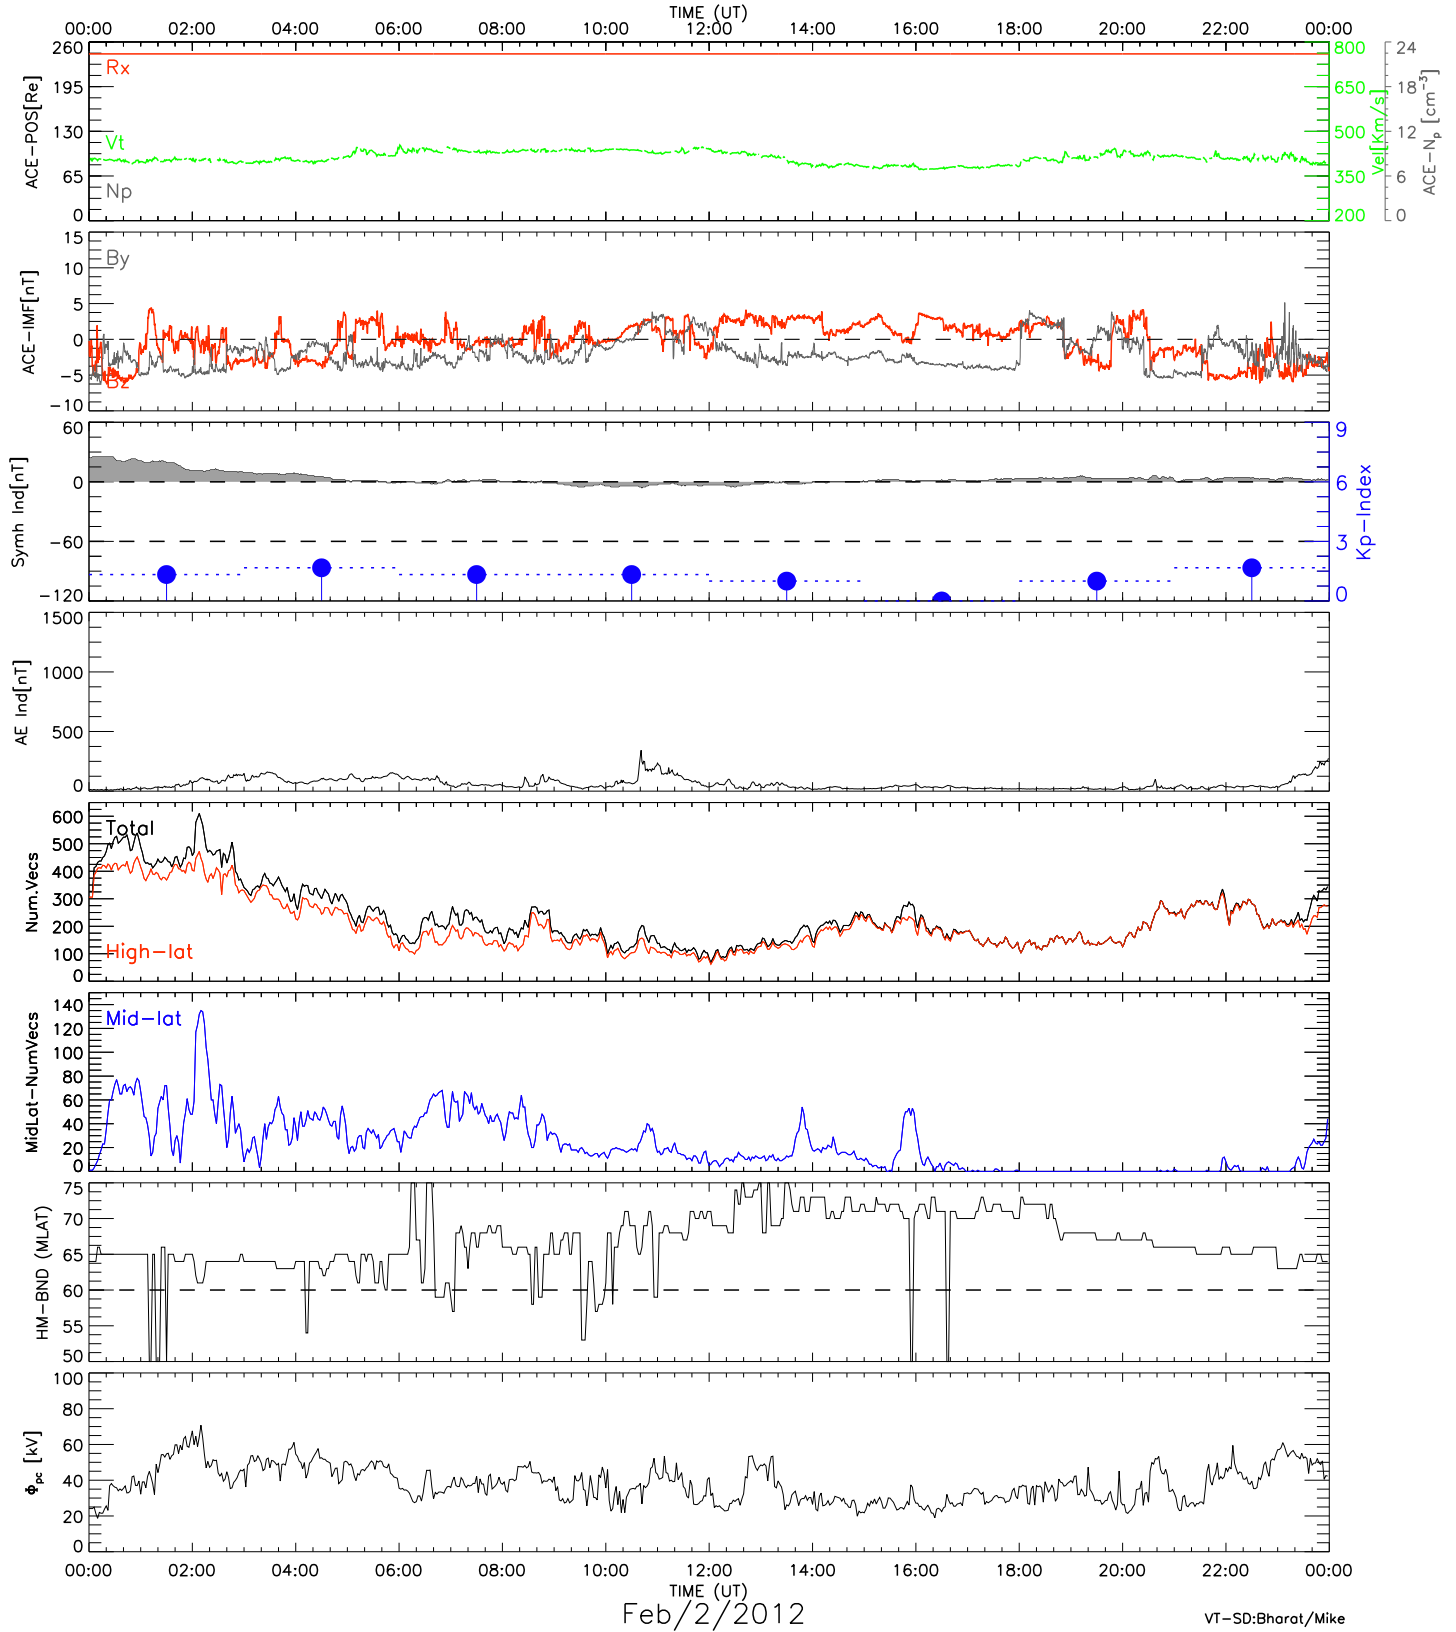 TIME (UT)
00:00 02:00 04:00 06:00 08:00 10:00 12:00 14:00 16:00 18:00 20:00 22:00 00:00
ACE-POS[Re]
260
195
130
65
0
Rx
Vt
Np
800
650
500
350
200
Vel[Km/s]
24
18
12
6
0
ACE-Np [cm-3]
ACE-IMF[nT]
15
10
5
0
-5
-10
By
Bz
Symh Ind[nT]
60
0
-60
-120
9
6
3
0
Kp-Index
AE Ind[nT]
1500
1000
500
0
Num.Vecs
600
500
400
300
200
100
0
Total
High-lat
MidLat-NumVecs
140
120
100
80
60
40
20
0
Mid-lat
HM-BND (MLAT)
75
70
65
60
55
50
Φpc [kV]
100
80
60
40
20
0
00:00 02:00 04:00 06:00 08:00 10:00 12:00 14:00 16:00 18:00 20:00 22:00 00:00
TIME (UT)
Feb/2/2012
VT-SD:Bharat/Mike